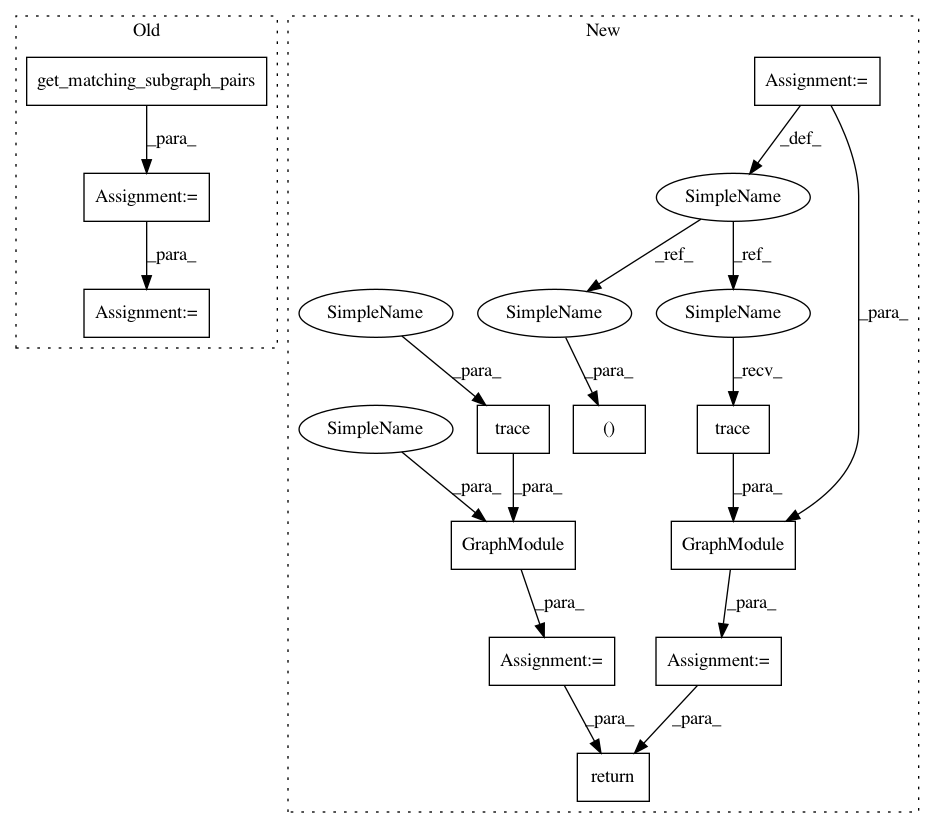 Old
New
get_matching_subgraph_pairs
Assignment:=
_para_
_def_
Assignment:=
SimpleName
_para_
_ref_
_ref_
Assignment:=
SimpleName
SimpleName
SimpleName
_para_
_para_
_para_
_recv_
SimpleName
trace
()
trace
_para_
_para_
_para_
GraphModule
GraphModule
_para_
_para_
Assignment:=
Assignment:=
_para_
_para_
return